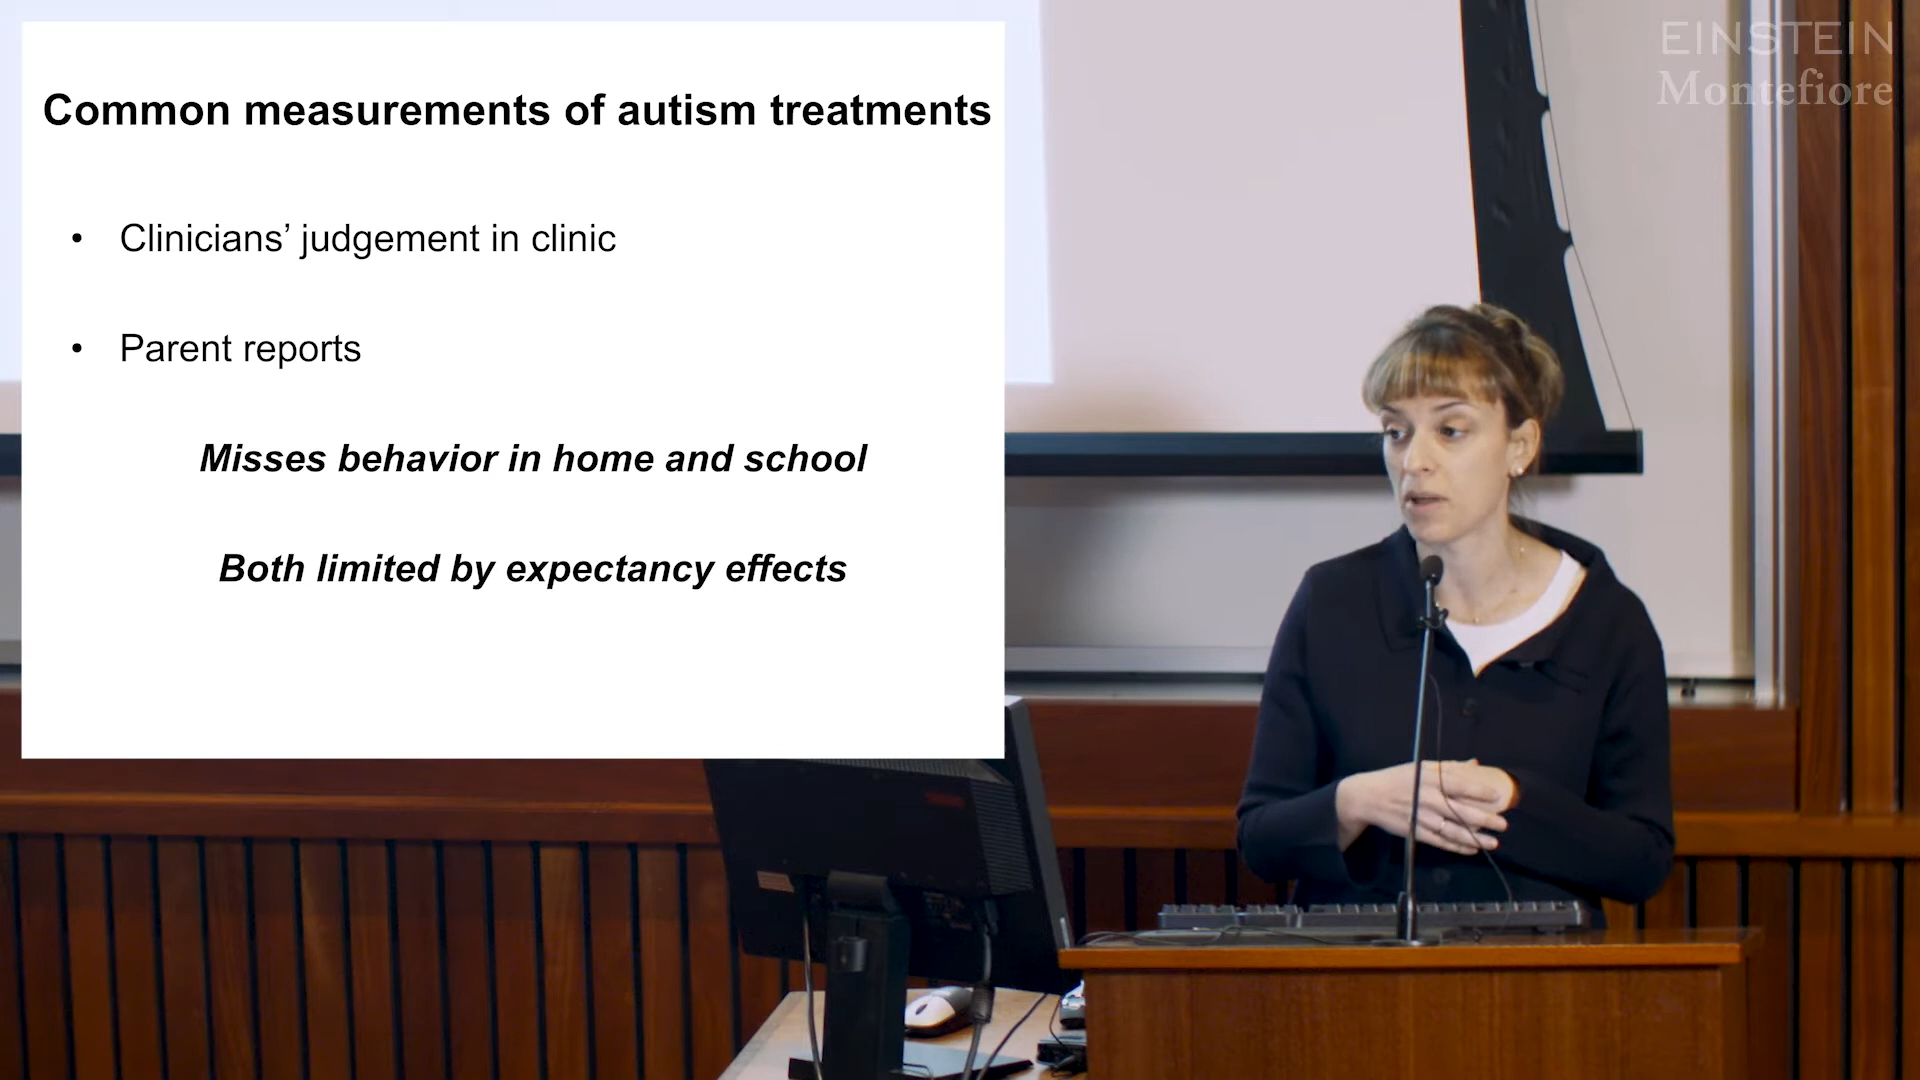 Common measurements of autism treatments
• Clinicians’ judgement in clinic
• Parent reports
Misses behavior in home and school
Both limited by expectancy effects
EINSTEIN
Montefiore